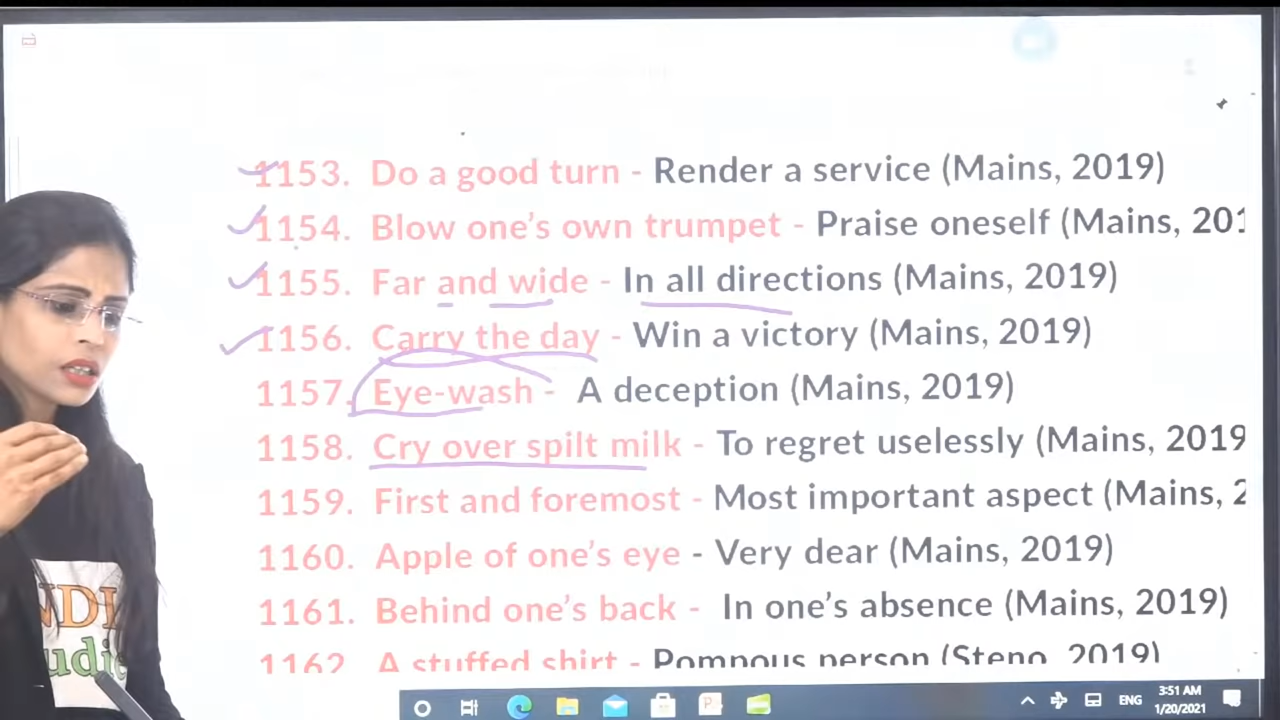 1153. Do a good turn - Render a service (Mains, 2019)
1154. Blow one's own trumpet - Praise oneself (Mains, 201
1155. Far and wide - In all directions (Mains, 2019)
1156. Carry the day - Win a victory (Mains, 2019)
1157. Eye-wash - A deception (Mains, 2019)
1158. Cry over spilt milk - To regret uselessly (Mains, 2019
1159. First and foremost - Most important aspect (Mains, 2
1160. Apple of one's eye - Very dear (Mains, 2019)
1161. Behind one's back - In one's absence (Mains, 2019)
1162. A stuffed shirt - Pompous person (Steno, 2019)
NDI
udie
ENG
3:51 AM
1/20/2021